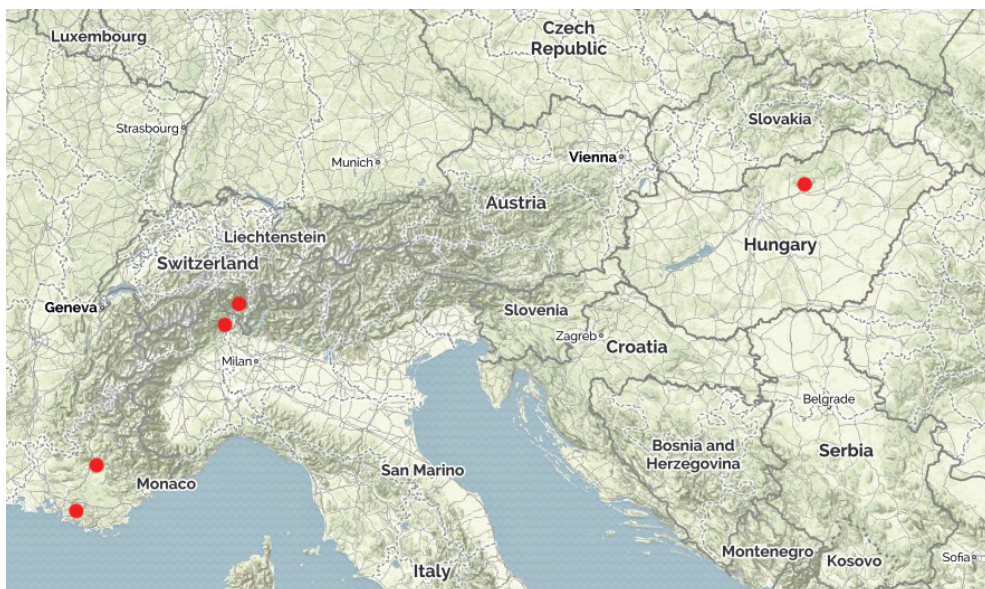 Luxembourg
Czech
Republic
Strasbourg
Slovakia
Munich
Vienna
Austria
Liechtenstein
Switzerland
Hungary
Geneva
Slovenia
Zagreb
Croatia
Milan
Belgrade
Bosnia and
Herzegovina
Serbia
San Marino
Monaco
Montenegro
Kosovo
Sofia
Italy